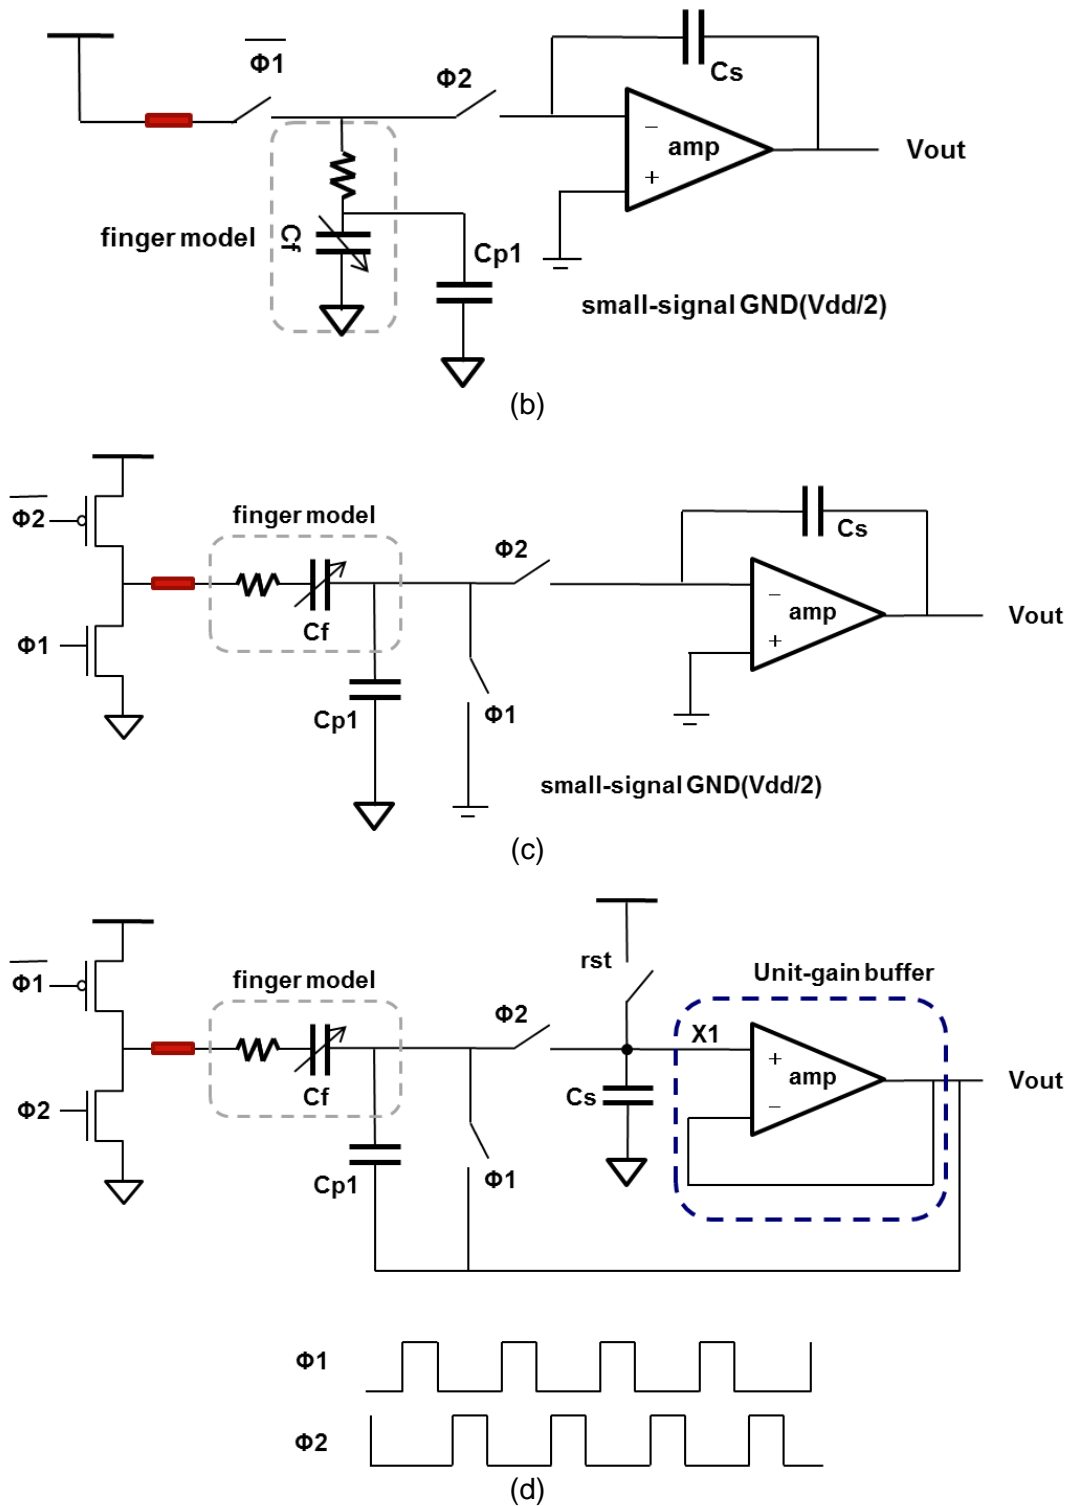 Φ1
Φ2
Cs
−
amp
+
Vout
finger model
Cf
Cp1
small-signal GND(Vdd/2)
(b)
Φ2
finger model
Φ2
Cs
Cf
Φ1
−
amp
+
Vout
Cp1
Φ1
small-signal GND(Vdd/2)
(c)
Φ1
finger model
rst
Unit-gain buffer
Φ2
X1
+
amp
−
Vout
Cf
Cs
Φ2
Cp1
Φ1
Φ1
Φ2
(d)